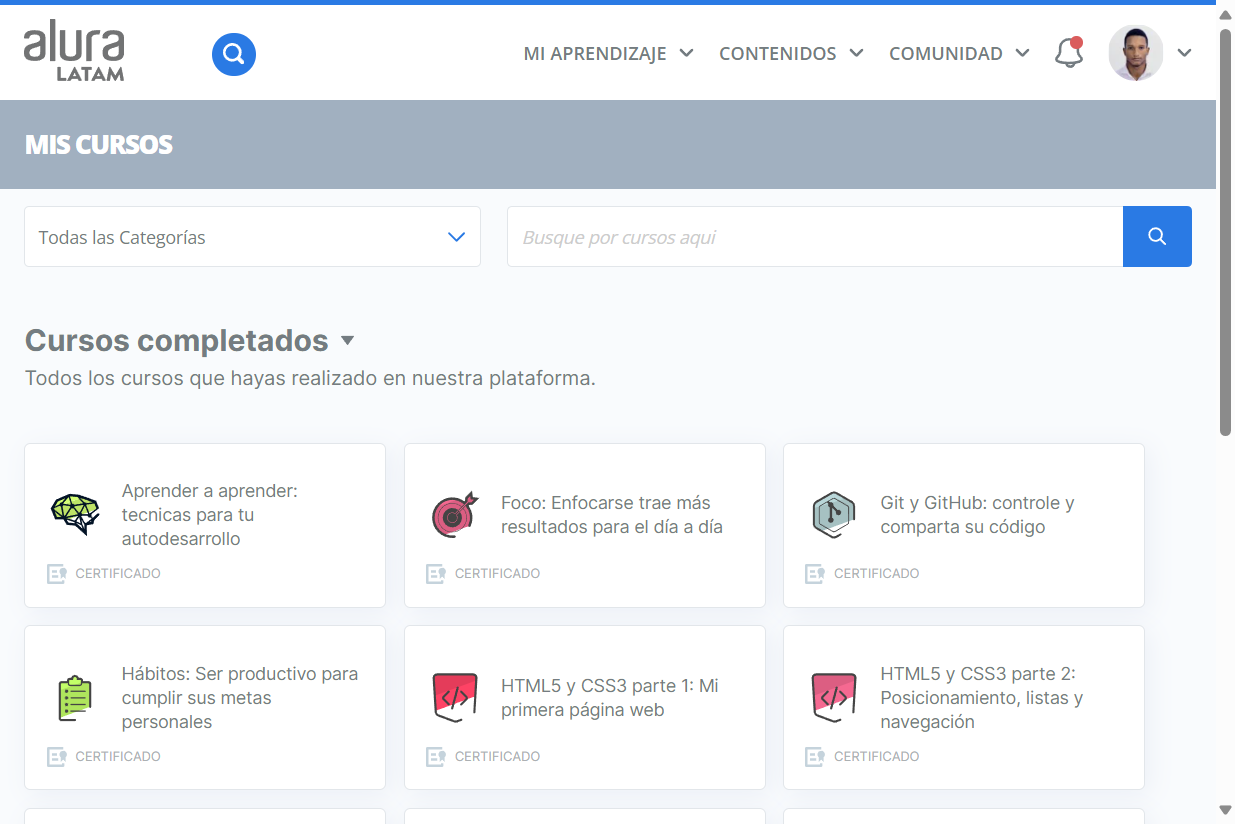 alura
LATAM
MI APRENDIZAJE
CONTENIDOS
COMUNIDAD
MIS CURSOS
Todas las Categorías
Busque por cursos aqui
Cursos completados
Todos los cursos que hayas realizado en nuestra plataforma.
Aprender a aprender:
tecnicas para tu
autodesarrollo
CERTIFICADO
Foco: Enfocarse trae más
resultados para el día a día
CERTIFICADO
Git y GitHub: controle y
comparta su código
CERTIFICADO
Hábitos: Ser productivo para
cumplir sus metas
personales
CERTIFICADO
HTML5 y CSS3 parte 1: Mi
primera página web
CERTIFICADO
HTML5 y CSS3 parte 2:
Posicionamiento, listas y
navegación
CERTIFICADO